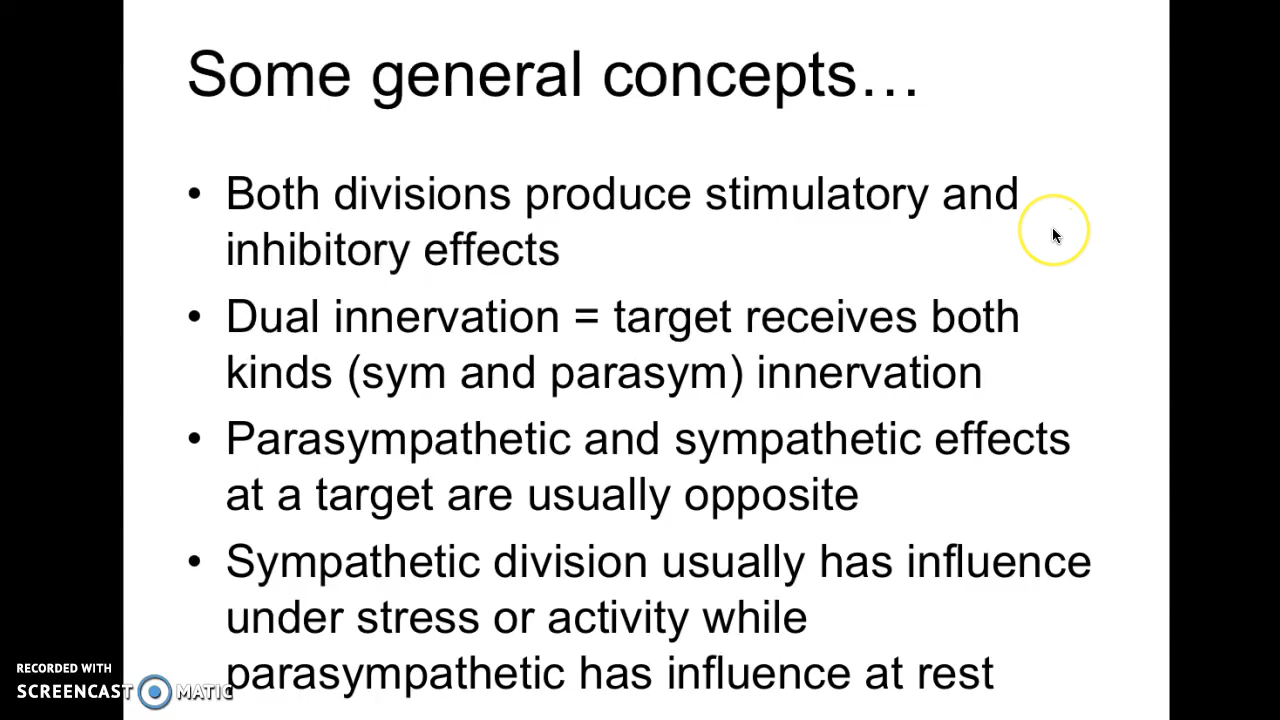 Some general concepts…
• Both divisions produce stimulatory and
inhibitory effects
• Dual innervation = target receives both
kinds (sym and parasym) innervation
• Parasympathetic and sympathetic effects
at a target are usually opposite
• Sympathetic division usually has influence
under stress or activity while
parasympathetic has influence at rest
RECORDED WITH
SCREENCAST MATIC